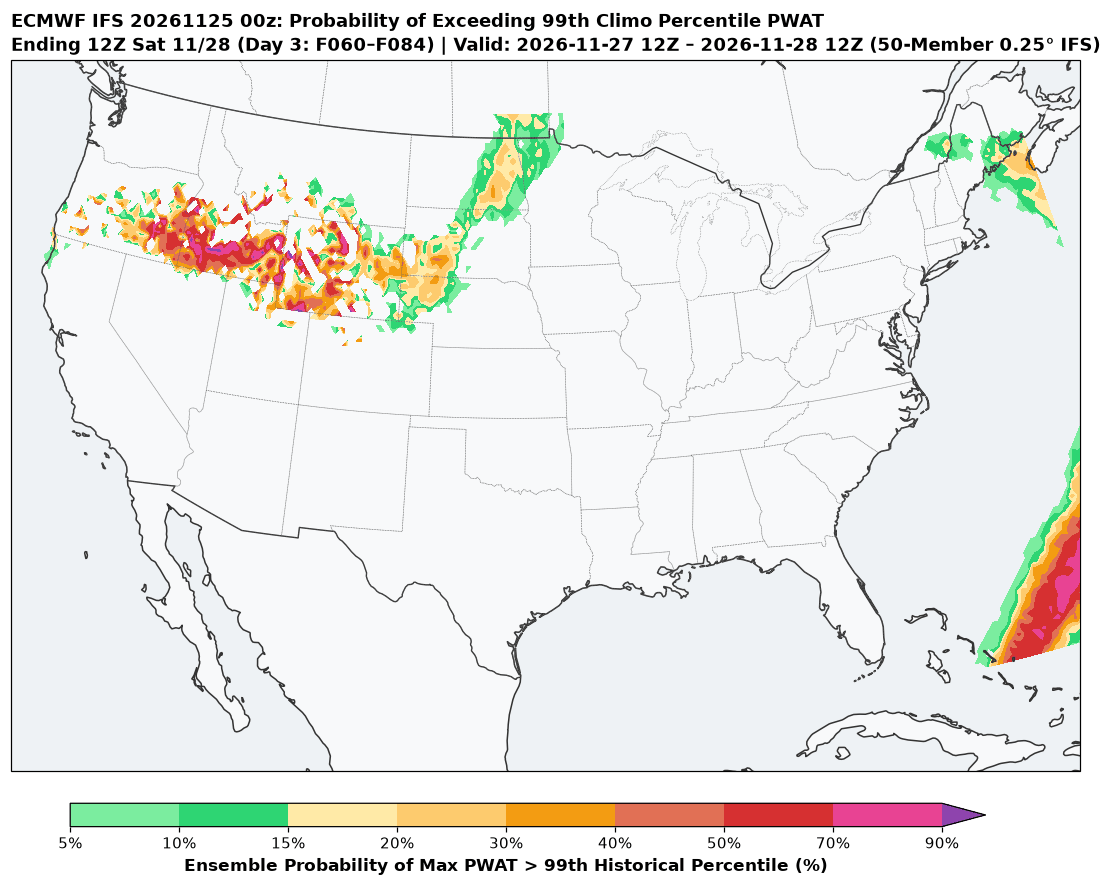 ECMWF IFS 20261125 00z: Probability of Exceeding 99th Climo Percentile PWAT
Ending 12Z Sat 11/28 (Day 3: F060–F084) | Valid: 2026-11-27 12Z – 2026-11-28 12Z (50-Member 0.25° IFS)
5% 10% 15% 20% 30% 40% 50% 70% 90%
Ensemble Probability of Max PWAT > 99th Historical Percentile (%)